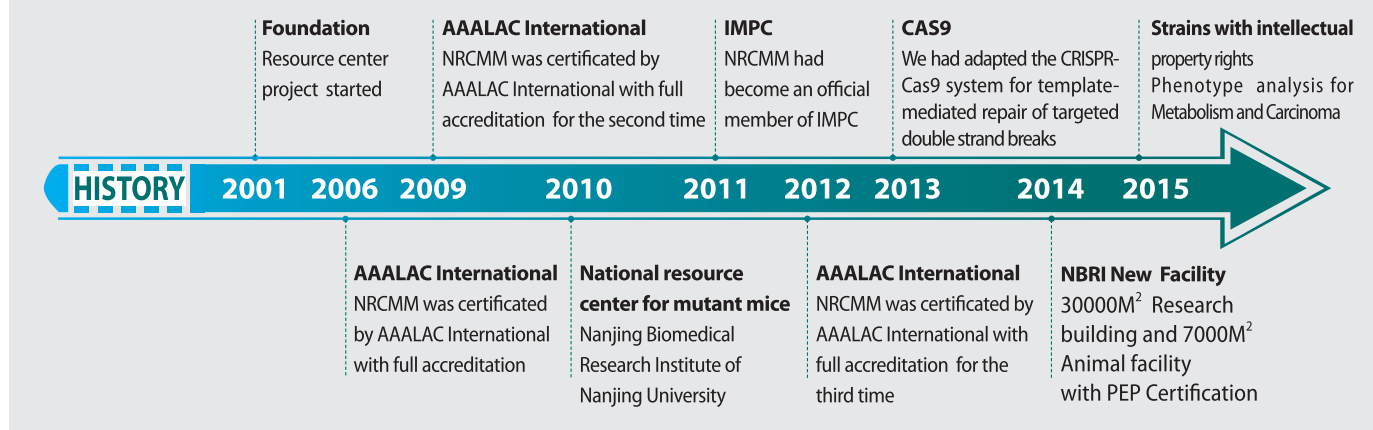 Foundation
Resource center
project started
AAALAC International
NRCMM was certificated by
AAALAC International with full
accreditation for the second time
IMPC
NRCMM had
become an official
member of IMPC
CAS9
We had adapted the CRISPR-
Cas9 system for template-
mediated repair of targeted
double strand breaks
Strains with intellectual
property rights
Phenotype analysis for
Metabolism and Carcinoma
HISTORY 2001 2006 2009 2010 2011 2012 2013 2014 2015
AAALAC International
NRCMM was certificated
by AAALAC International
with full accreditation
National resource
center for mutant mice
Nanjing Biomedical
Research Institute of
Nanjing University
AAALAC International
NRCMM was certificated by
AAALAC International with
full accreditation for the
third time
NBRI New Facility
30000M² Research
building and 7000M²
Animal facility
with PEP Certification